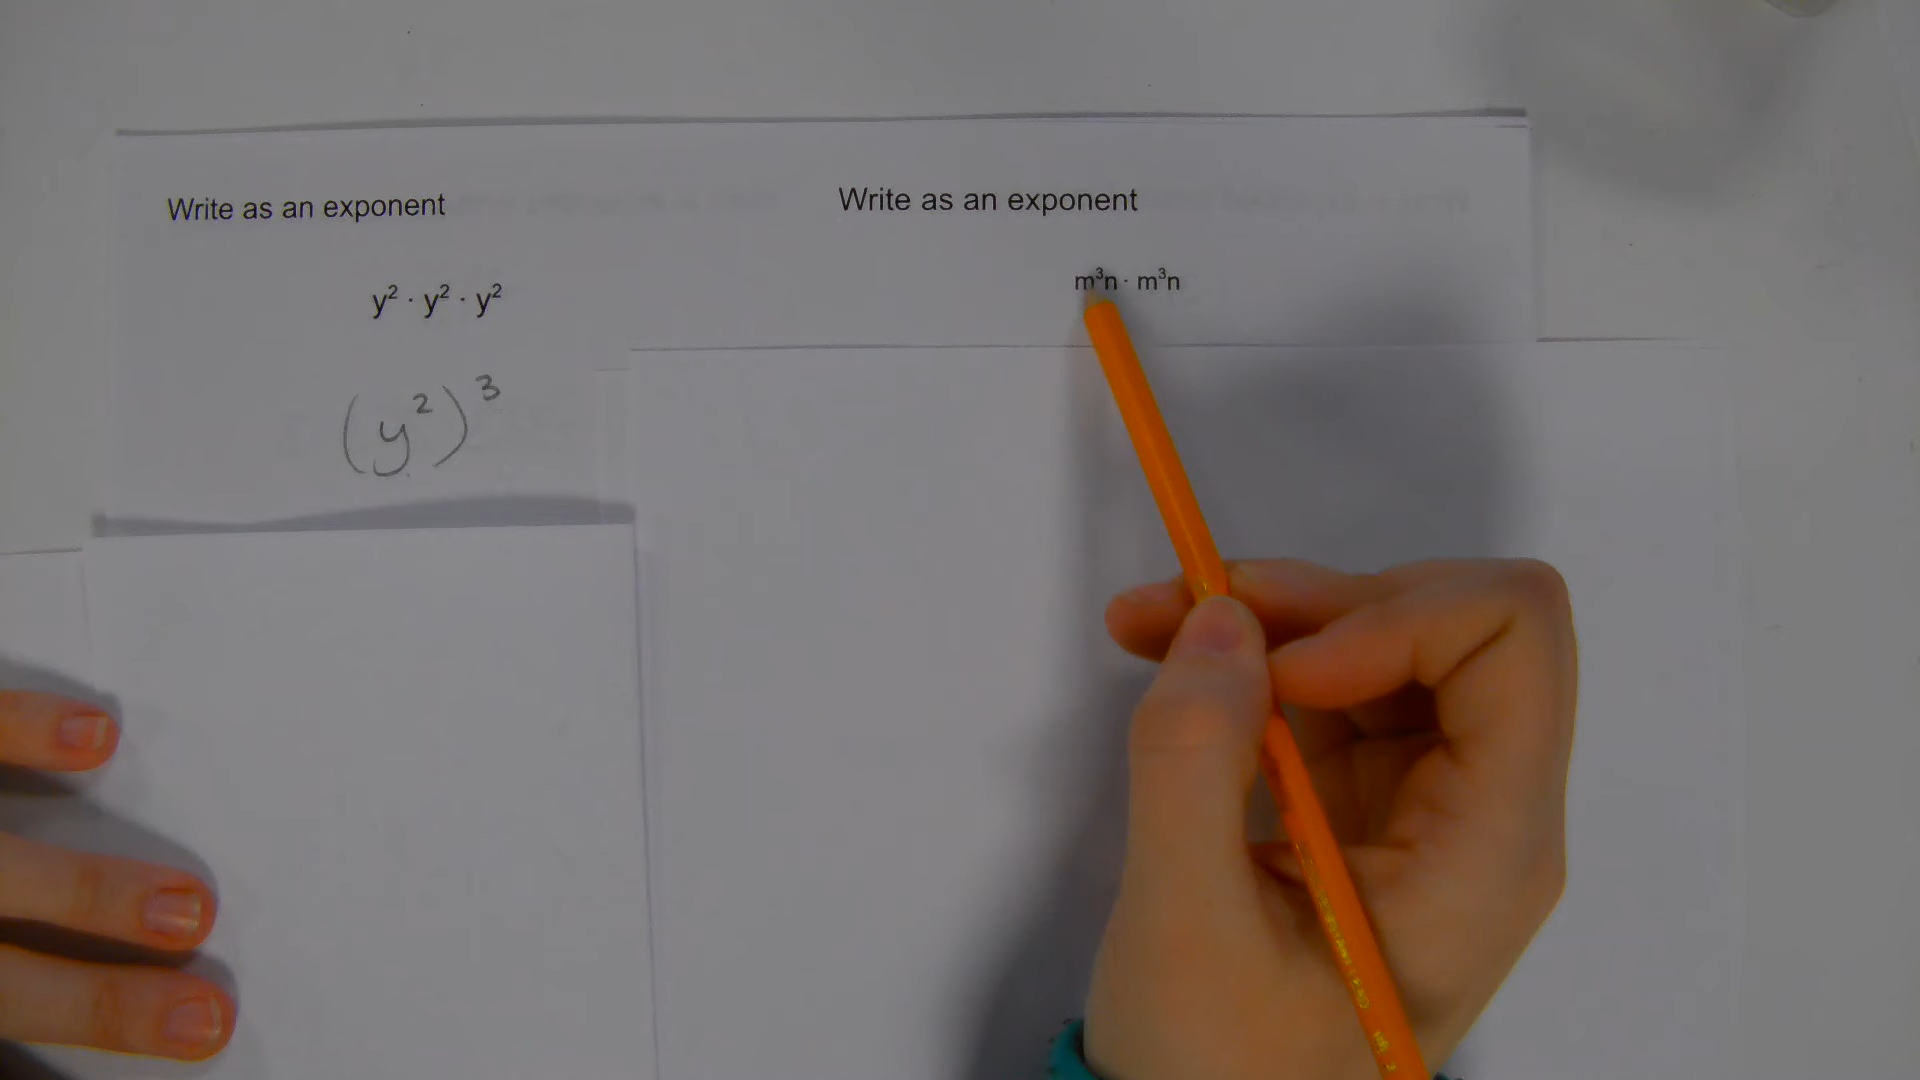 Write as an exponent
y² · y² · y²
(y²)³
Write as an exponent
m³n · m³n